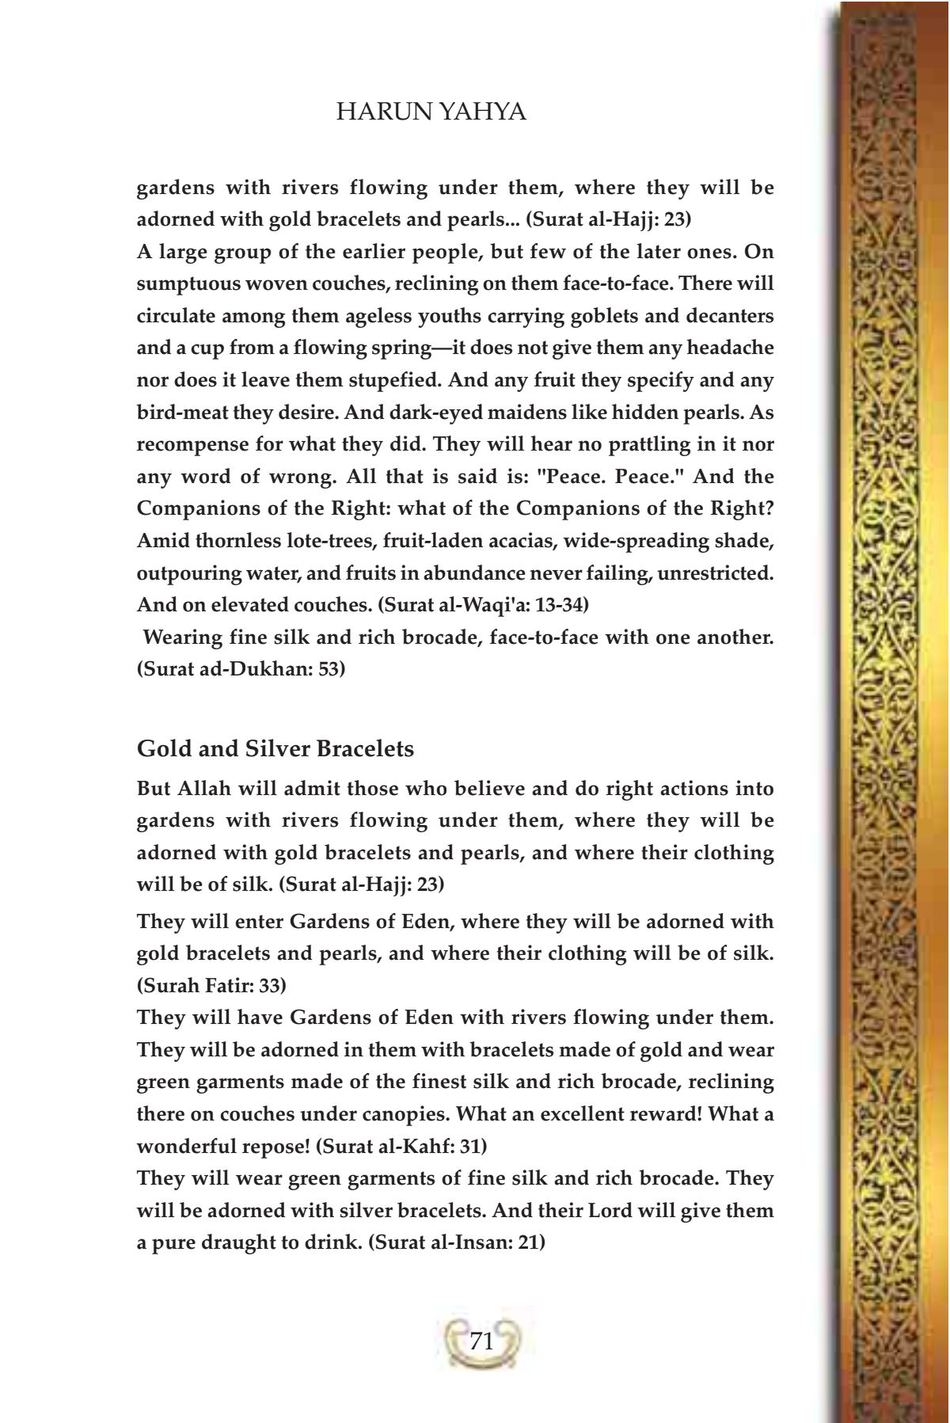 HARUN YAHYA
gardens with rivers flowing under them, where they will be
adorned with gold bracelets and pearls... (Surat al-Hajj: 23)
A large group of the earlier people, but few of the later ones. On
sumptuous woven couches, reclining on them face-to-face. There will
circulate among them ageless youths carrying goblets and decanters
and a cup from a flowing spring—it does not give them any headache
nor does it leave them stupefied. And any fruit they specify and any
bird-meat they desire. And dark-eyed maidens like hidden pearls. As
recompense for what they did. They will hear no prattling in it nor
any word of wrong. All that is said is: "Peace. Peace." And the
Companions of the Right: what of the Companions of the Right?
Amid thornless lote-trees, fruit-laden acacias, wide-spreading shade,
outpouring water, and fruits in abundance never failing, unrestricted.
And on elevated couches. (Surat al-Waqi'a: 13-34)
Wearing fine silk and rich brocade, face-to-face with one another.
(Surat ad-Dukhan: 53)
Gold and Silver Bracelets
But Allah will admit those who believe and do right actions into
gardens with rivers flowing under them, where they will be
adorned with gold bracelets and pearls, and where their clothing
will be of silk. (Surat al-Hajj: 23)
They will enter Gardens of Eden, where they will be adorned with
gold bracelets and pearls, and where their clothing will be of silk.
(Surah Fatir: 33)
They will have Gardens of Eden with rivers flowing under them.
They will be adorned in them with bracelets made of gold and wear
green garments made of the finest silk and rich brocade, reclining
there on couches under canopies. What an excellent reward! What a
wonderful repose! (Surat al-Kahf: 31)
They will wear green garments of fine silk and rich brocade. They
will be adorned with silver bracelets. And their Lord will give them
a pure draught to drink. (Surat al-Insan: 21)
71